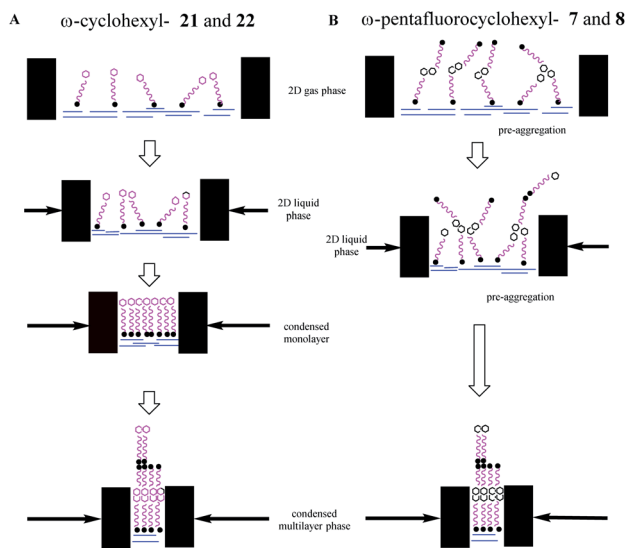 A
ω-cyclohexyl- 21 and 22
B
ω-pentafluorocyclohexyl- 7 and 8
2D gas phase
pre-aggregation
2D liquid
phase
2D liquid
phase
pre-aggregation
condensed
monolayer
condensed
multilayer phase